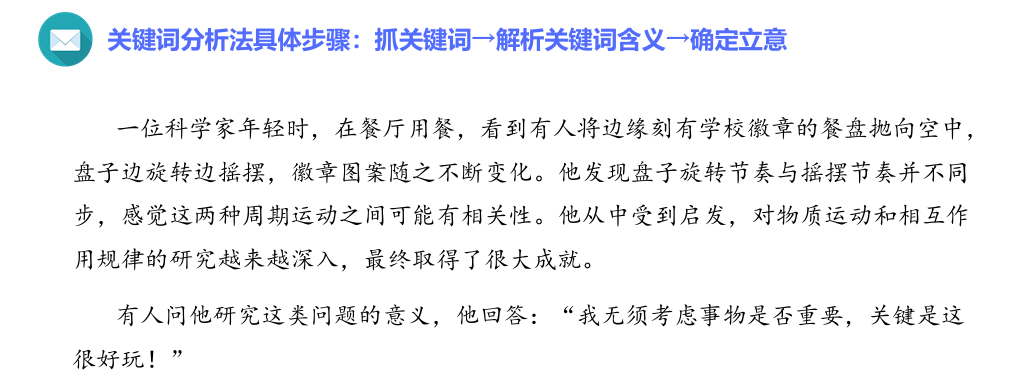 关键词分析法具体步骤：抓关键词→解析关键词含义→确定立意
一位科学家年轻时，在餐厅用餐，看到有人将边缘刻有学校徽章的餐盘抛向空中，
盘子边旋转边摇摆，徽章图案随之不断变化。他发现盘子旋转节奏与摇摆节奏并不同
步，感觉这两种周期运动之间可能有相关性。他从中受到启发，对物质运动和相互作
用规律的研究越来越深入，最终取得了很大成就。
有人问他研究这类问题的意义，他回答：“我无须考虑事物是否重要，关键是这
很好玩！”